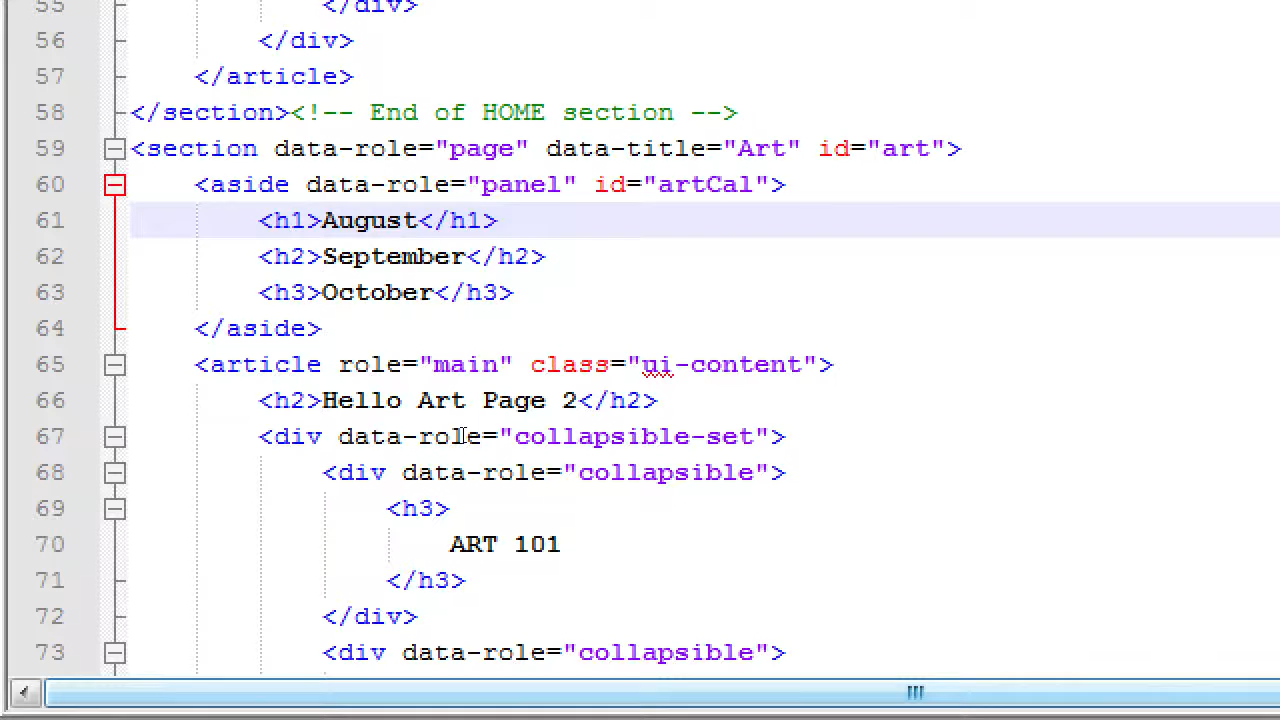 55 </div>
56 </div>
57 </article>
58 </section><!-- End of HOME section -->
59 <section data-role="page" data-title="Art" id="art">
60 <aside data-role="panel" id="artCal">
61 <h1>August</h1>
62 <h2>September</h2>
63 <h3>October</h3>
64 </aside>
65 <article role="main" class="ui-content">
66 <h2>Hello Art Page 2</h2>
67 <div data-role="collapsible-set">
68 <div data-role="collapsible">
69 <h3>
70 ART 101
71 </h3>
72 </div>
73 <div data-role="collapsible">